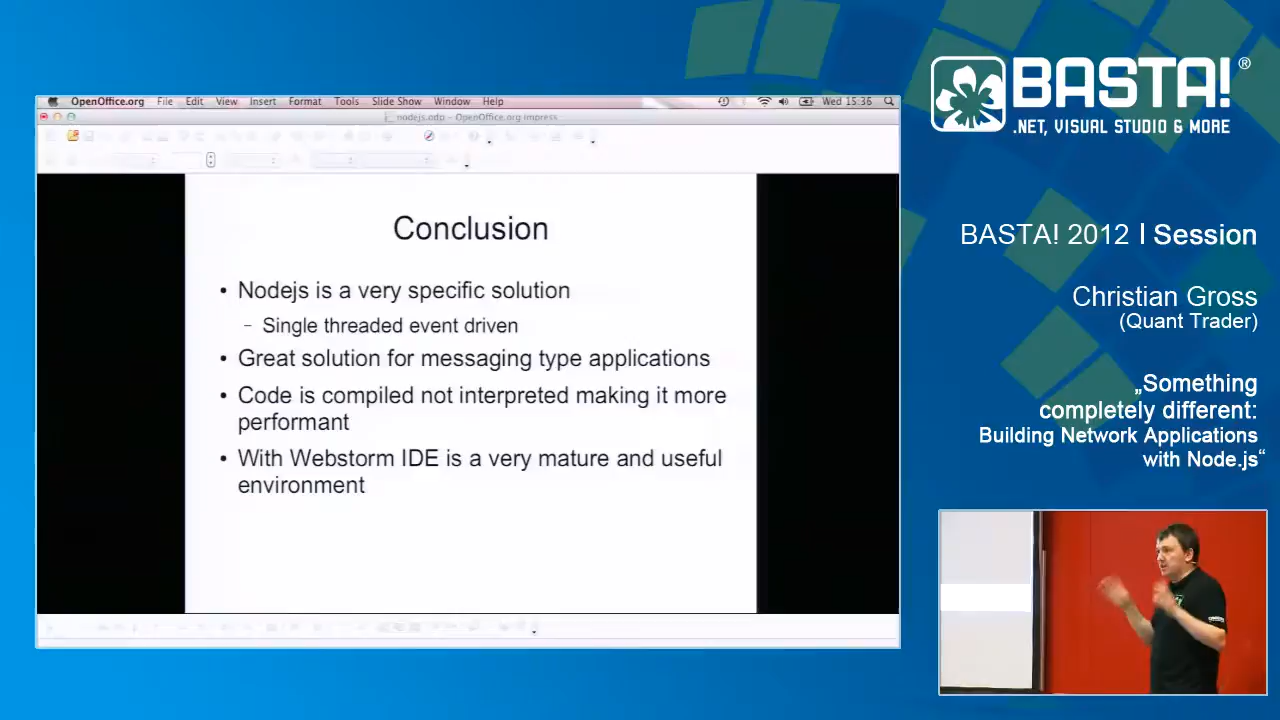 BASTA!®
.NET, VISUAL STUDIO & MORE
OpenOffice.org File Edit View Insert Format Tools Slide Show Window Help Wed 15:36
nodejs.odp – OpenOffice.org Impress
Conclusion
• Nodejs is a very specific solution
– Single threaded event driven
• Great solution for messaging type applications
• Code is compiled not interpreted making it more
performant
• With Webstorm IDE is a very mature and useful
environment
BASTA! 2012 | Session
Christian Gross
(Quant Trader)
„Something
completely different:
Building Network Applications
with Node.js“